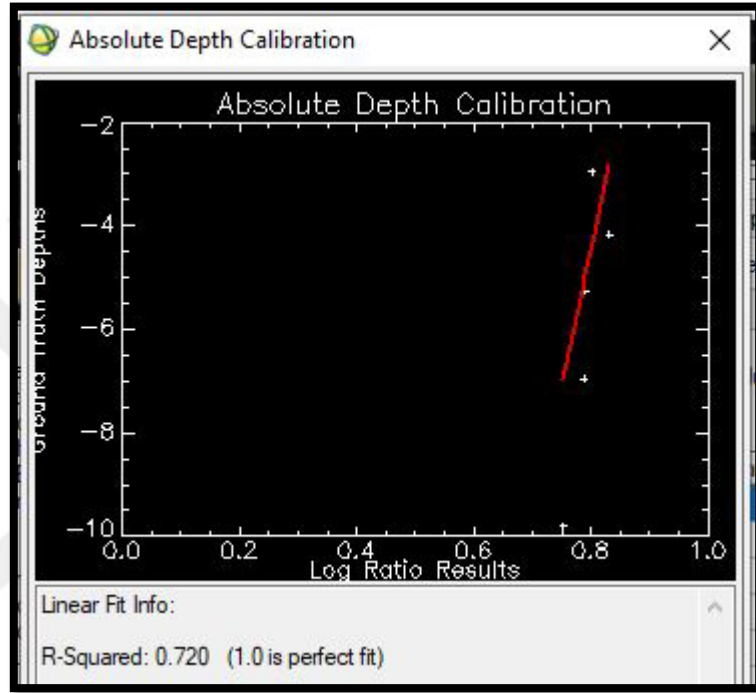 Absolute Depth Calibration
Absolute Depth Calibration
-2
-4
-6
-8
-10
Ground Truth Depths
0.0 0.2 0.4 0.6 0.8 1.0
Log Ratio Results
Linear Fit Info:
R-Squared: 0.720 (1.0 is perfect fit)